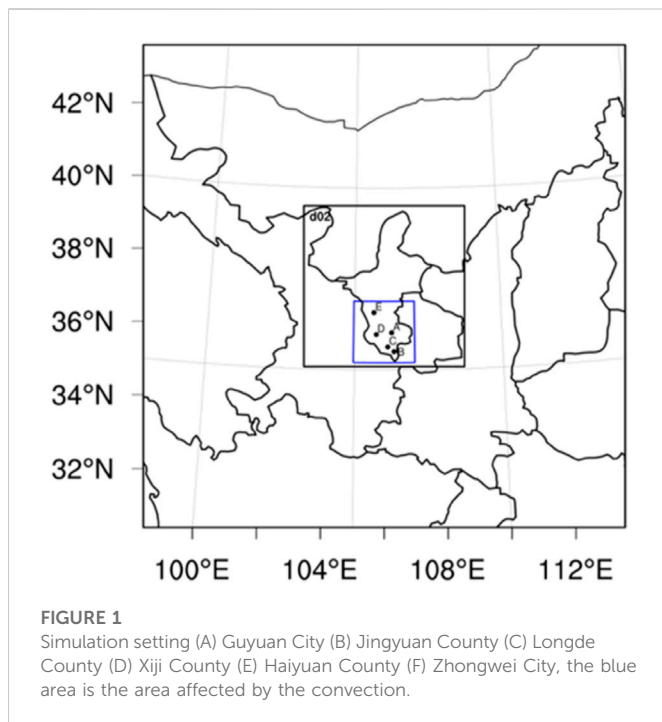 42°N
40°N
d02
38°N
E
36°N
D
A
C
B
34°N
32°N
100°E 104°E 108°E 112°E
FIGURE 1
Simulation setting (A) Guyuan City (B) Jingyuan County (C) Longde
County (D) Xiji County (E) Haiyuan County (F) Zhongwei City, the blue
area is the area affected by the convection.